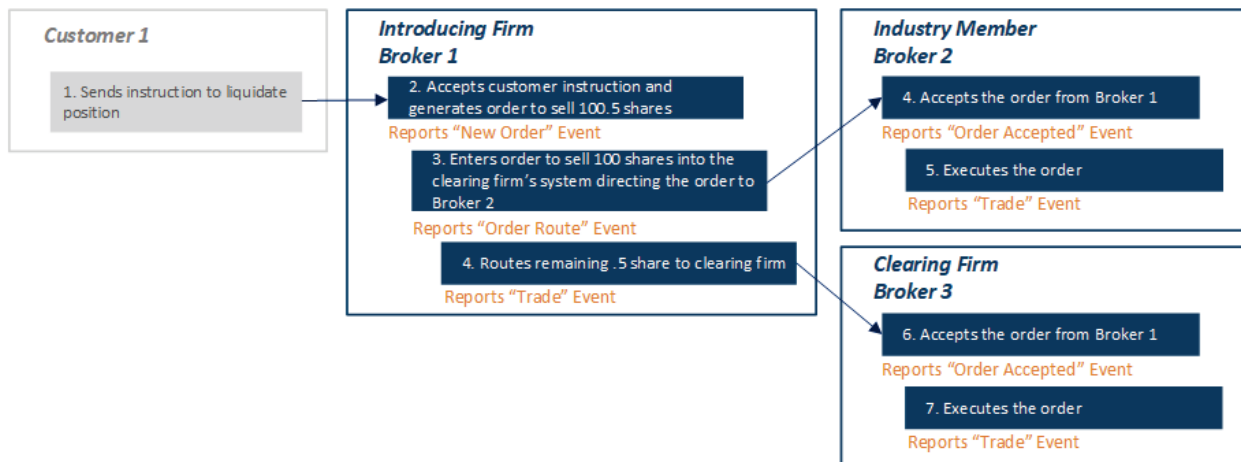 Customer 1
1. Sends instruction to liquidate
position
Introducing Firm
Broker 1
2. Accepts customer instruction and
generates order to sell 100.5 shares
Reports “New Order” Event
3. Enters order to sell 100 shares into the
clearing firm’s system directing the order to
Broker 2
Reports “Order Route” Event
4. Routes remaining .5 share to clearing firm
Reports “Trade” Event
Industry Member
Broker 2
4. Accepts the order from Broker 1
Reports “Order Accepted” Event
5. Executes the order
Reports “Trade” Event
Clearing Firm
Broker 3
6. Accepts the order from Broker 1
Reports “Order Accepted” Event
7. Executes the order
Reports “Trade” Event